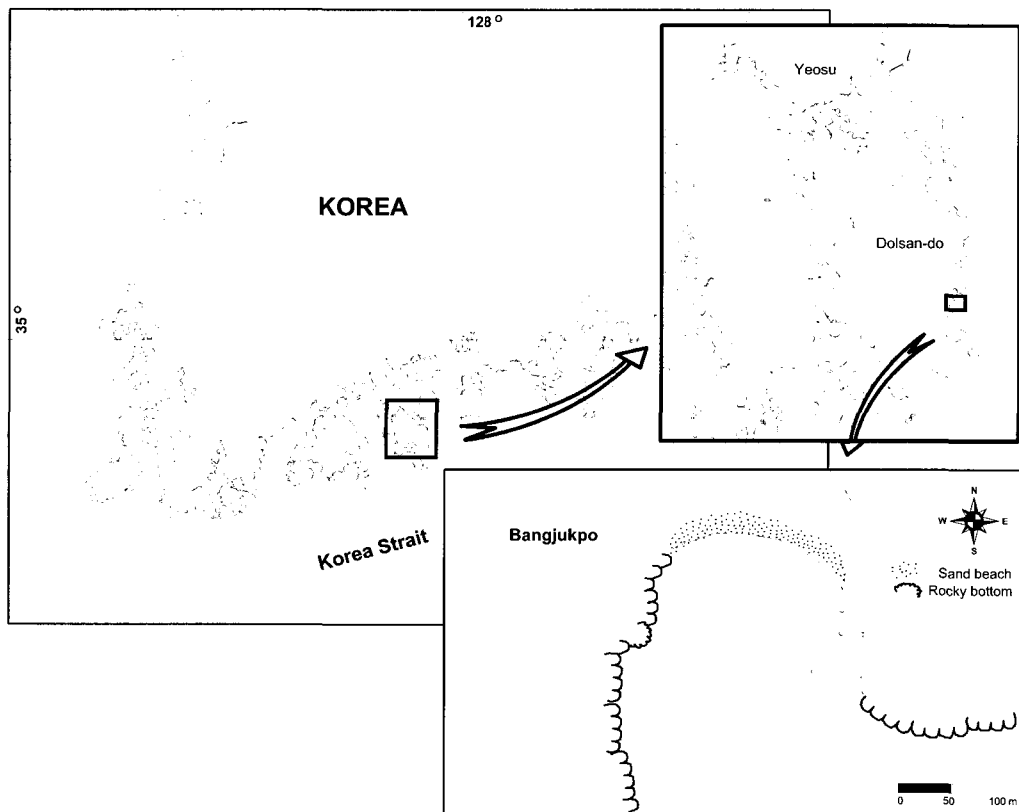 128°
KOREA
35°
Korea Strait
Yeosu
Dolsan-do
Bangjukpo
N
W E
S
Sand beach
Rocky bottom
0 50 100 m